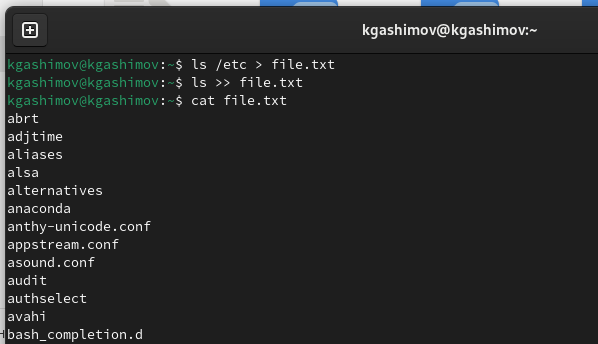 kgashimov@kgashimov:~
kgashimov@kgashimov:~$ ls /etc > file.txt
kgashimov@kgashimov:~$ ls >> file.txt
kgashimov@kgashimov:~$ cat file.txt
abrt
adjtime
aliases
alsa
alternatives
anaconda
anthy-unicode.conf
appstream.conf
asound.conf
audit
authselect
avahi
bash_completion.d